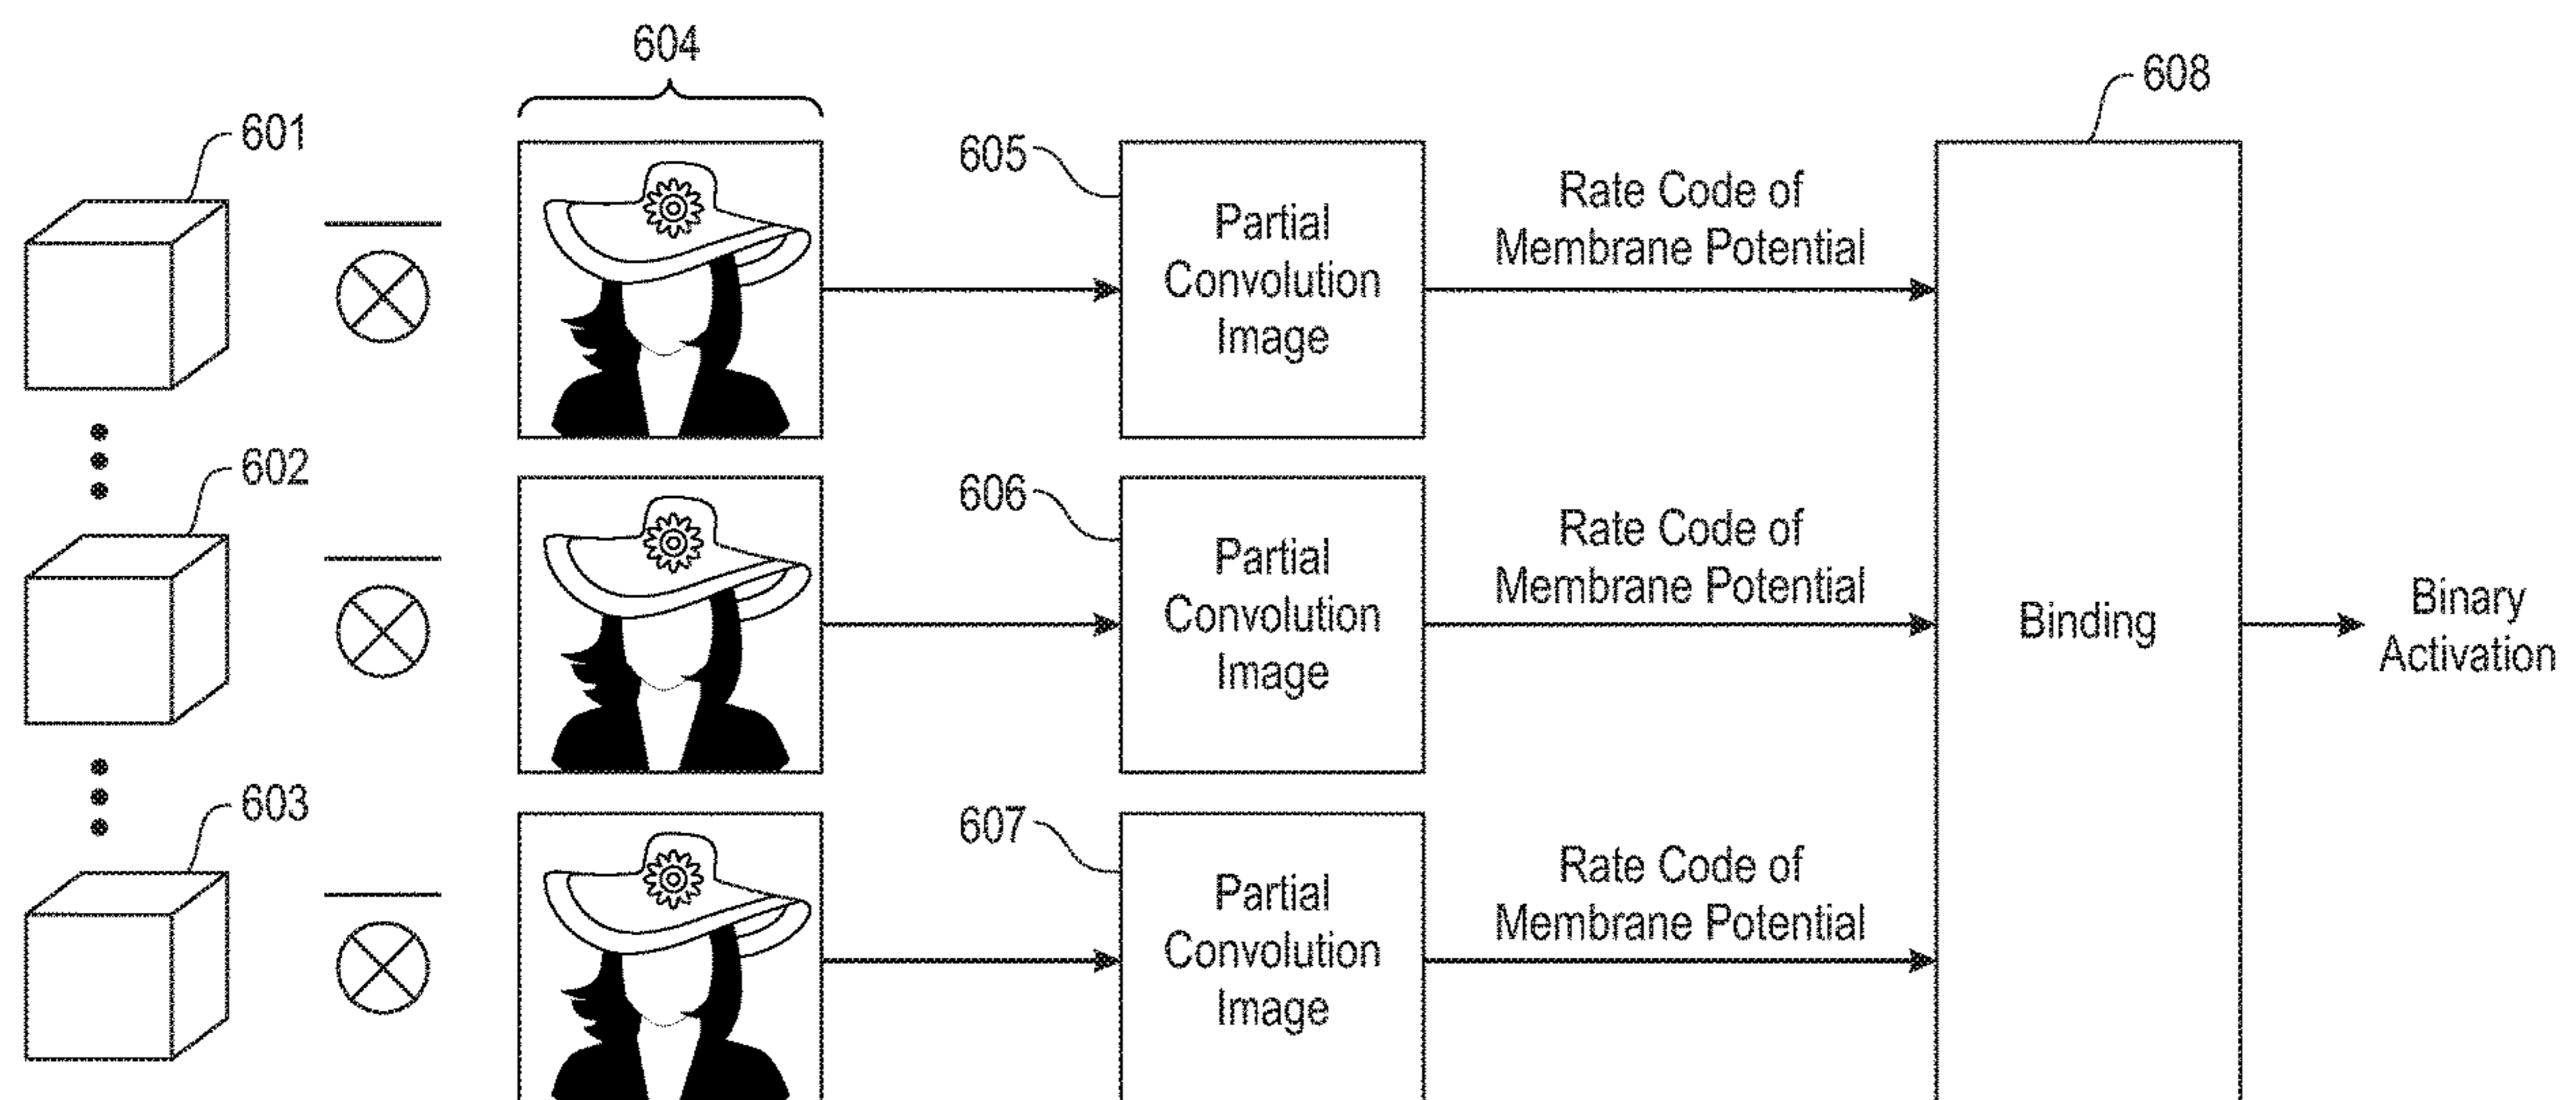 604
608
601
605
Rate Code of
Membrane Potential
Partial
Convolution
Image
602
606
Rate Code of
Membrane Potential
Partial
Convolution
Image
Binding
Binary
Activation
603
607
Rate Code of
Membrane Potential
Partial
Convolution
Image